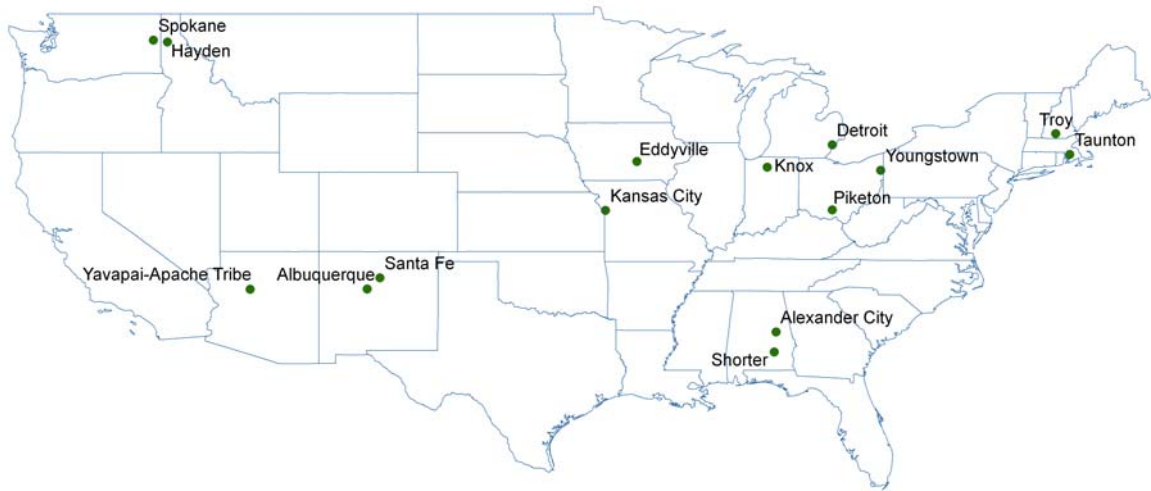 Spokane
Hayden
Troy
Detroit
Taunton
Eddyville
Knox
Youngstown
Kansas City
Piketon
Santa Fe
Yavapai-Apache Tribe
Albuquerque
Alexander City
Shorter